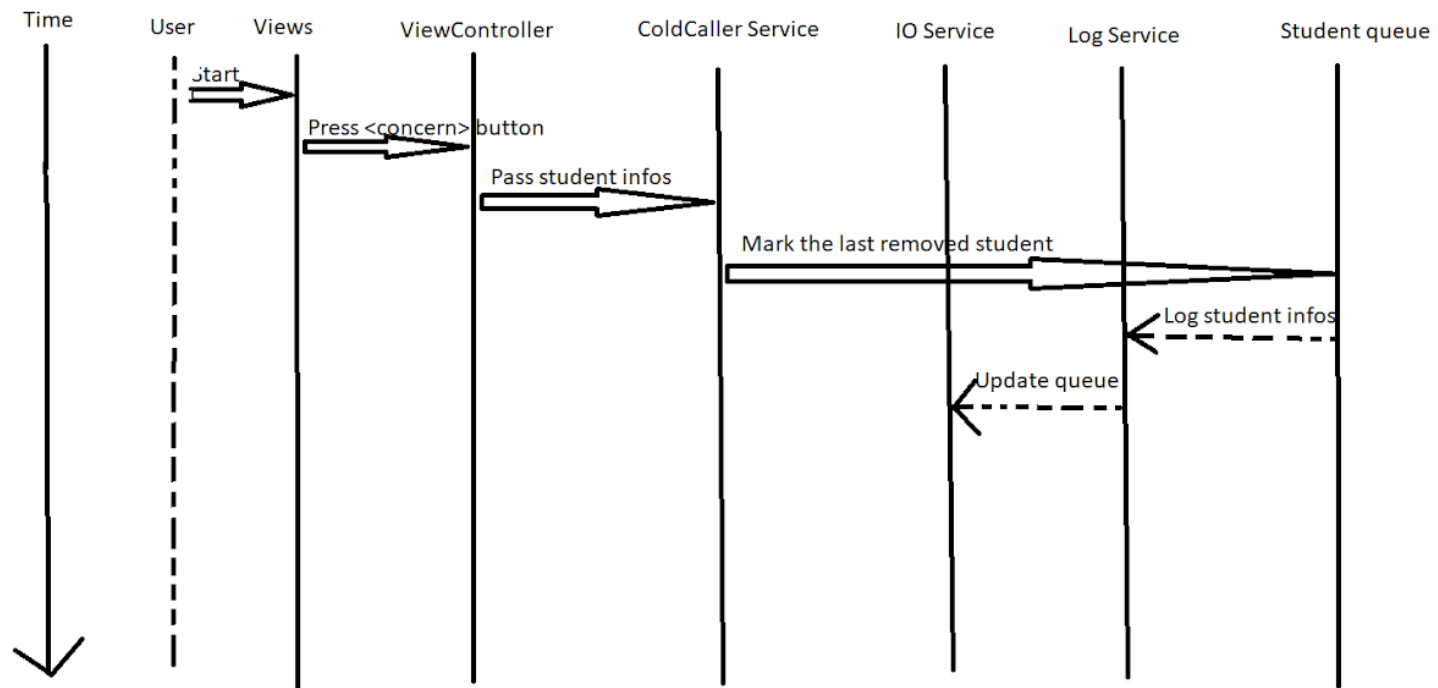 Time
User
Views
ViewController
ColdCaller Service
IO Service
Log Service
Student queue
Start
Press <concern> button
Pass student infos
Mark the last removed student
Log student infos
Update queue